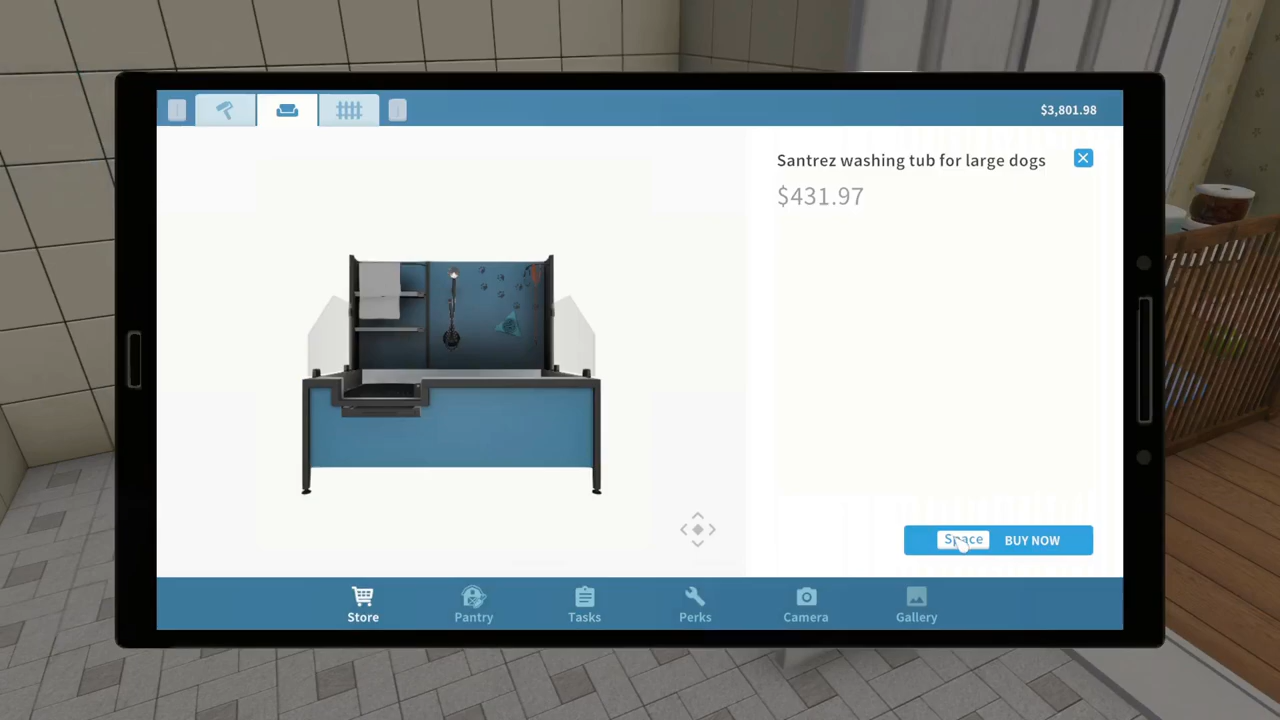 $3,801.98
Santrez washing tub for large dogs
$431.97
Space BUY NOW
Store Pantry Tasks Perks Camera Gallery